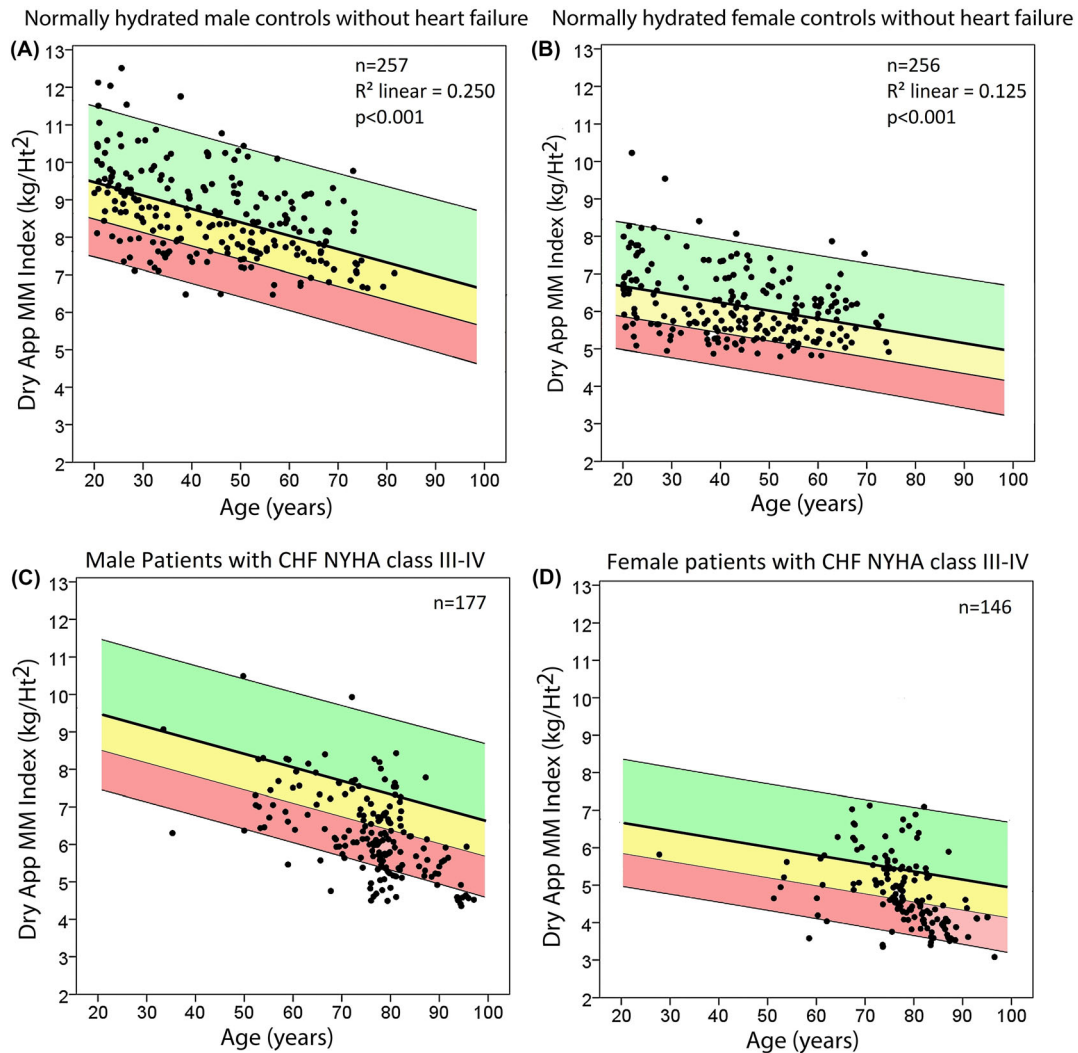 Normally hydrated male controls without heart failure
Normally hydrated female controls without heart failure
(A)
n=257
R² linear = 0.250
p<0.001
Dry App MM Index (kg/Ht²)
13
12
11
10
9
8
7
6
5
4
3
2
20 30 40 50 60 70 80 90 100
Age (years)
(B)
n=256
R² linear = 0.125
p<0.001
Dry App MM Index (kg/Ht²)
13
12
11
10
9
8
7
6
5
4
3
2
20 30 40 50 60 70 80 90 100
Age (years)
Male Patients with CHF NYHA class III-IV
(C)
n=177
Dry App MM Index (kg/Ht²)
13
12
11
10
9
8
7
6
5
4
3
2
20 30 40 50 60 70 80 90 100
Age (years)
Female patients with CHF NYHA class III-IV
(D)
n=146
Dry App MM Index (kg/Ht²)
13
12
11
10
9
8
7
6
5
4
3
2
20 30 40 50 60 70 80 90 100
Age (years)